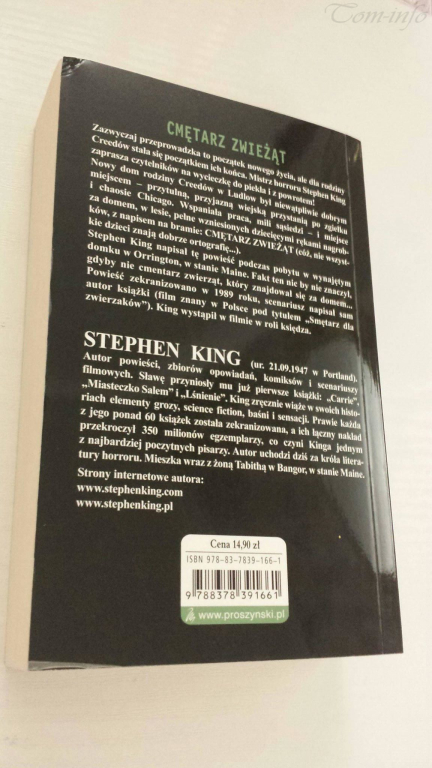 Tom-info
CMĘTARZ ZWIEŻĄT
Zazwyczaj przeprowadzka to początek nowego życia, ale dla rodziny
Creedów stała się początkiem ich końca. Mistrz horroru Stephen King
zaprasza czytelników na wycieczkę do piekła i z powrotem!
Nowy dom rodziny Creedów w Ludlow był niewątpliwie dobrym
miejscem – przytulną, przyjazną wiejską przystanią po zgiełku
i chaosie Chicago. Wspaniała praca, mili sąsiedzi – i miejsce
za domem, w lesie, pełne wzniesionych dziecięcymi rękami nagrob-
ków, z napisem na bramie: CMĘTARZ ZWIEŻĄT (cóż, nie wszyst-
kie dzieci znają dobrze ortografię...).
Stephen King napisał tę powieść podczas pobytu w wynajętym
domku w Orrington, w stanie Maine. Fakt ten nie by nie znaczył,
gdyby nie cmentarz zwierząt, który znajdował się za domem...
Powieść zekranizowano w 1989 roku, scenariusz napisał sam
autor książki (film znany w Polsce pod tytułem „Smętarz dla
zwierzaków”). King wystąpił w filmie w roli księdza.
STEPHEN KING (ur. 21.09.1947 w Portland).
Autor powieści, zbiorów opowiadań, komiksów i scenariuszy
filmowych. Sławę przyniosły mu już pierwsze książki: „Carrie”,
„Miasteczko Salem” i „Lśnienie”. King zręcznie wiąże w swoich histo-
riach elementy grozy, science fiction, baśni i sensacji. Prawie każda
z jego ponad 60 książek została zekranizowana, a ich łączny nakład
przekroczył 350 milionów egzemplarzy, co czyni Kinga jednym
z najbardziej poczytnych pisarzy. Autor uchodzi dziś za króla litera-
tury horroru. Mieszka wraz z żoną Tabithą w Bangor, w stanie Maine.
Strony internetowe autora:
www.stephenking.com
www.stephenking.pl
Cena 14,90 zł
ISBN 978-83-7839-166-1
9 788378 391661
www.proszynski.pl